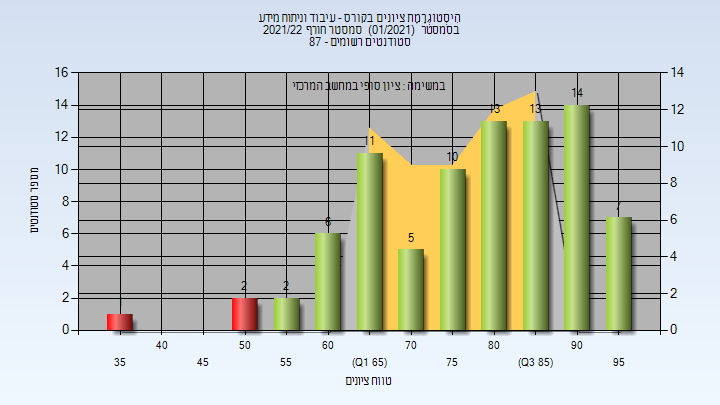 הִיסְטוֹגְרָמַת ציונים בקורס - עיבוד וניתוח מידע
בסמסטר (01/2021) סמסטר חורף 2021/22
סטודנטים רשומים - 87
במשימה : ציון סופי במחשב המרכזי
מספר סטודנטים
16 14 12 10 8 6 4 2 0
14 12 10 8 6 4 2 0
2 2 6 11 5 10 13 13 14 7
40 50 60 70 80 90
35 45 55 (Q1 65) 75 (Q3 85) 95
טווח ציונים